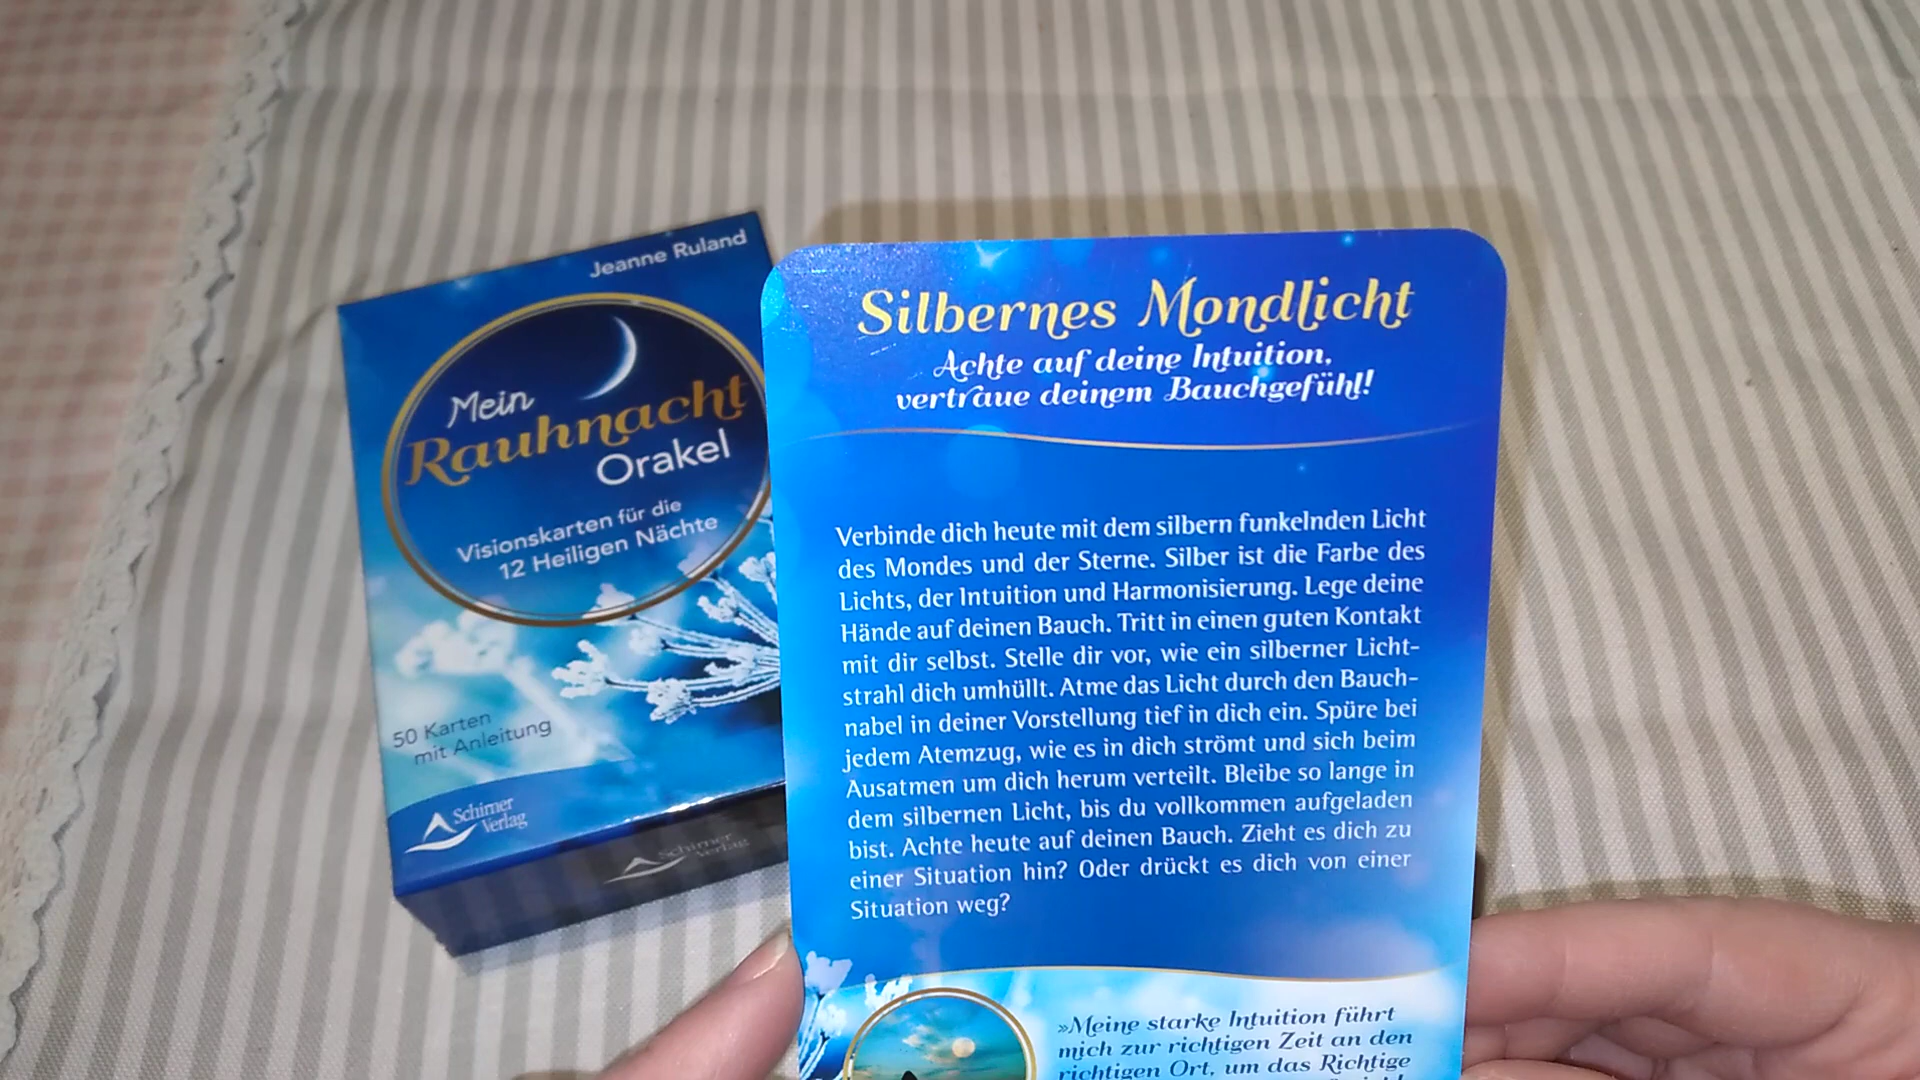 Jeanne Ruland
Mein
Rauhnacht
Orakel
Visionskarten für die
12 Heiligen Nächte
50 Karten
mit Anleitung
Schirner
Verlag
Schirner
Verlag
Silbernes Mondlicht
Achte auf deine Intuition,
vertraue deinem Bauchgefühl!
Verbinde dich heute mit dem silbern funkelnden Licht
des Mondes und der Sterne. Silber ist die Farbe des
Lichts, der Intuition und Harmonisierung. Lege deine
Hände auf deinen Bauch. Tritt in einen guten Kontakt
mit dir selbst. Stelle dir vor, wie ein silberner Licht-
strahl dich umhüllt. Atme das Licht durch den Bauch-
nabel in deiner Vorstellung tief in dich ein. Spüre bei
jedem Atemzug, wie es in dich strömt und sich beim
Ausatmen um dich herum verteilt. Bleibe so lange in
dem silbernen Licht, bis du vollkommen aufgeladen
bist. Achte heute auf deinen Bauch. Zieht es dich zu
einer Situation hin? Oder drückt es dich von einer
Situation weg?
»Meine starke Intuition führt
mich zur richtigen Zeit an den
richtigen Ort, um das Richtige